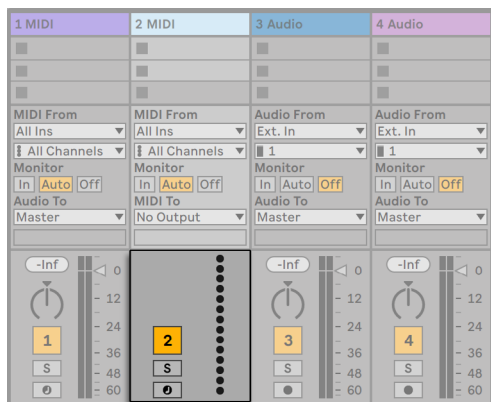 1 MIDI 2 MIDI 3 Audio 4 Audio
MIDI From MIDI From Audio From Audio From
All Ins All Ins Ext. In Ext. In
All Channels All Channels 1 1
Monitor Monitor Monitor Monitor
In Auto Off In Auto Off In Auto Off In Auto Off
Audio To MIDI To Audio To Audio To
Master No Output Master Master
-Inf -Inf -Inf
0 0 0
12 12 12
24 24 24
1 2 3 4
36 36 36
S S S S
48 48 48
60 60 60